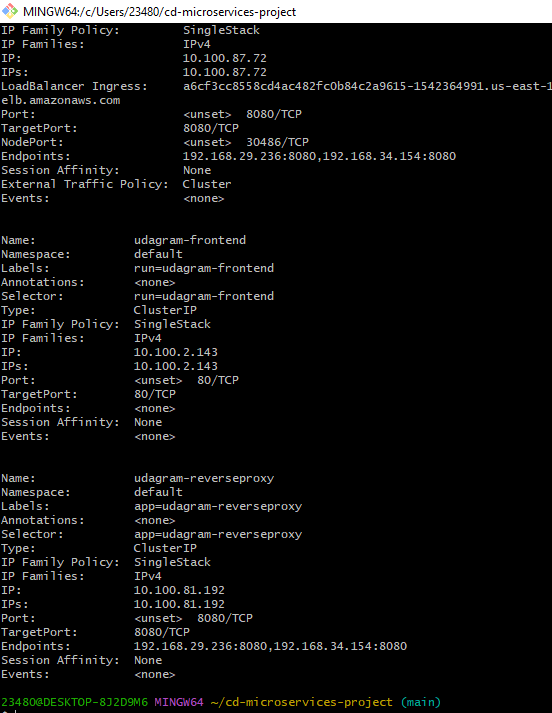 MINGW64:/c/Users/23480/cd-microservices-project
IP Family Policy: SingleStack
IP Families: IPv4
IP: 10.100.87.72
IPs: 10.100.87.72
LoadBalancer Ingress: a6cf3cc8558cd4ac482fc0b84c2a9615-1542364991.us-east-1
elb.amazonaws.com
Port: <unset> 8080/TCP
TargetPort: 8080/TCP
NodePort: <unset> 30486/TCP
Endpoints: 192.168.29.236:8080,192.168.34.154:8080
Session Affinity: None
External Traffic Policy: Cluster
Events: <none>
Name: udagram-frontend
Namespace: default
Labels: run=udagram-frontend
Annotations: <none>
Selector: run=udagram-frontend
Type: ClusterIP
IP Family Policy: SingleStack
IP Families: IPv4
IP: 10.100.2.143
IPs: 10.100.2.143
Port: <unset> 80/TCP
TargetPort: 80/TCP
Endpoints: <none>
Session Affinity: None
Events: <none>
Name: udagram-reverseproxy
Namespace: default
Labels: app=udagram-reverseproxy
Annotations: <none>
Selector: app=udagram-reverseproxy
Type: ClusterIP
IP Family Policy: SingleStack
IP Families: IPv4
IP: 10.100.81.192
IPs: 10.100.81.192
Port: <unset> 8080/TCP
TargetPort: 8080/TCP
Endpoints: 192.168.29.236:8080,192.168.34.154:8080
Session Affinity: None
Events: <none>
23480@DESKTOP-8J2D9M6 MINGW64 ~/cd-microservices-project (main)